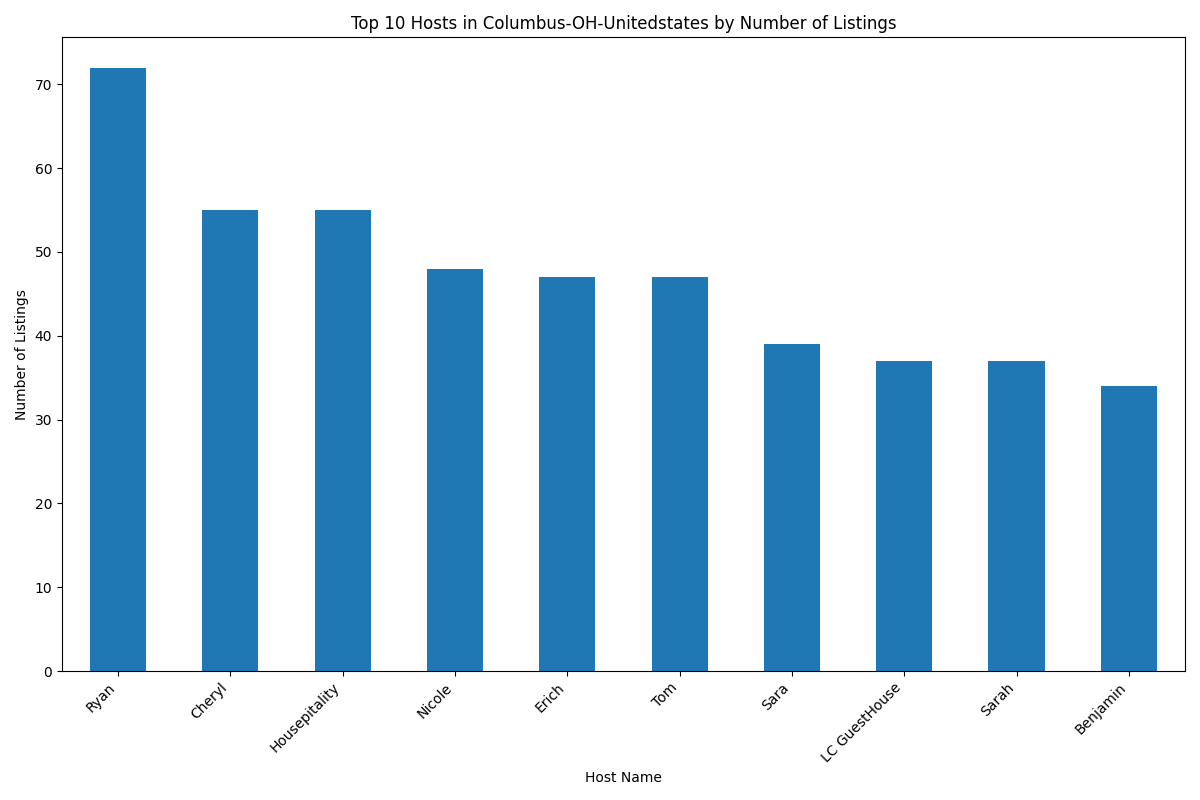 Top 10 Hosts in Columbus-OH-Unitedstates by Number of Listings
Number of Listings
70
60
50
40
30
20
10
0
Ryan
Cheryl
Housepitality
Nicole
Erich
Tom
Sara
LC GuestHouse
Sarah
Benjamin
Host Name